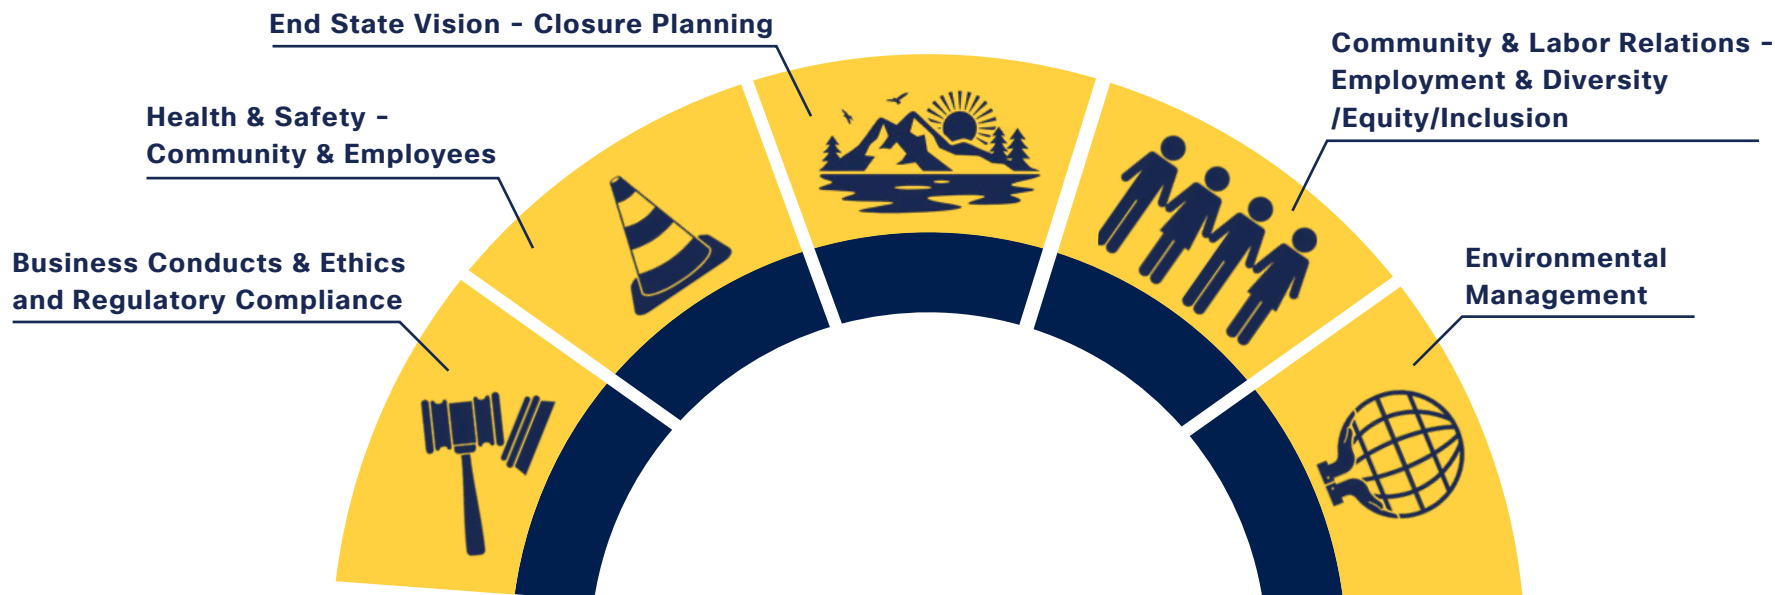 End State Vision - Closure Planning
Community & Labor Relations -
Employment & Diversity
/Equity/Inclusion
Health & Safety -
Community & Employees
Business Conducts & Ethics
and Regulatory Compliance
Environmental
Management